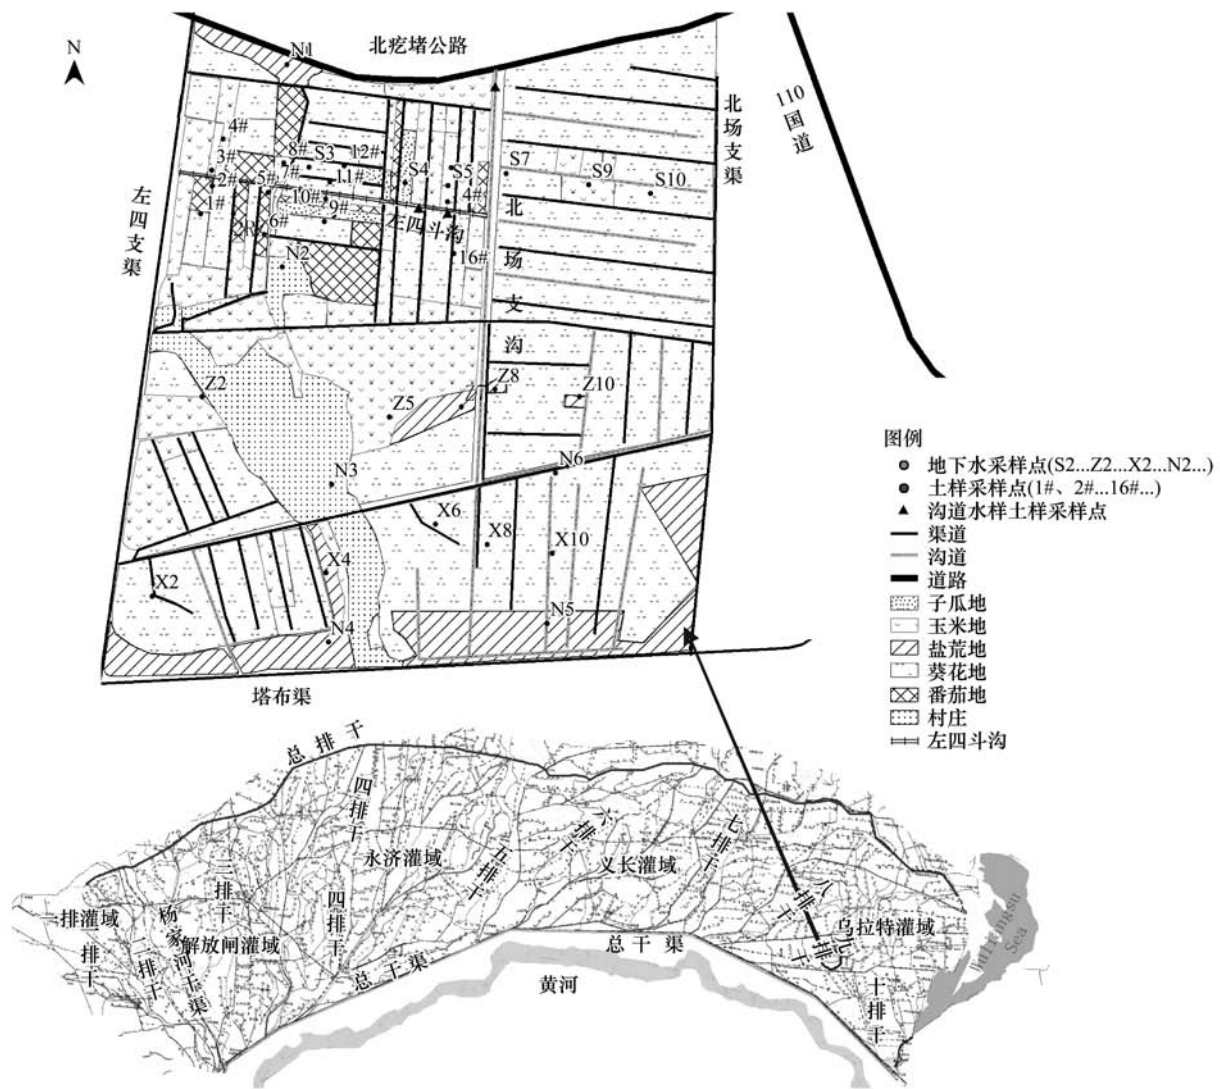 北疙堵公路
N
N1
110国道
北场支渠
4#
3#
2#
1#
8#
7#
5#
6#
S3
12#
11#
10#
9#
S4
S5
4#
S7
S9
S10
左四支渠
左四斗沟
北场支沟
16#
N2
Z2
Z5
Z8
Z10
N3
N6
X6
X8
X10
X4
X2
N5
N4
塔布渠
图例
地下水采样点(S2...Z2...X2...N2...)
土样采样点(1#、2#...16#...)
沟道水样土样采样点
渠道
沟道
道路
子瓜地
玉米地
盐荒地
葵花地
番茄地
村庄
左四斗沟
总排干
四排干
永济灌域
五排干
六排干
义长灌域
七排干
八排干
乌拉特灌域
一排灌域
一排干
二排干
杨家河干渠
三排干
解放闸灌域
四排干
总干渠
总干渠
黄河
十排干
Sea